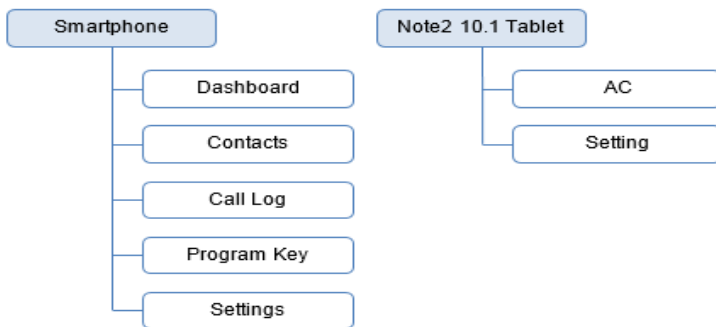 Smartphone
Dashboard
Contacts
Call Log
Program Key
Settings
Note2 10.1 Tablet
AC
Setting